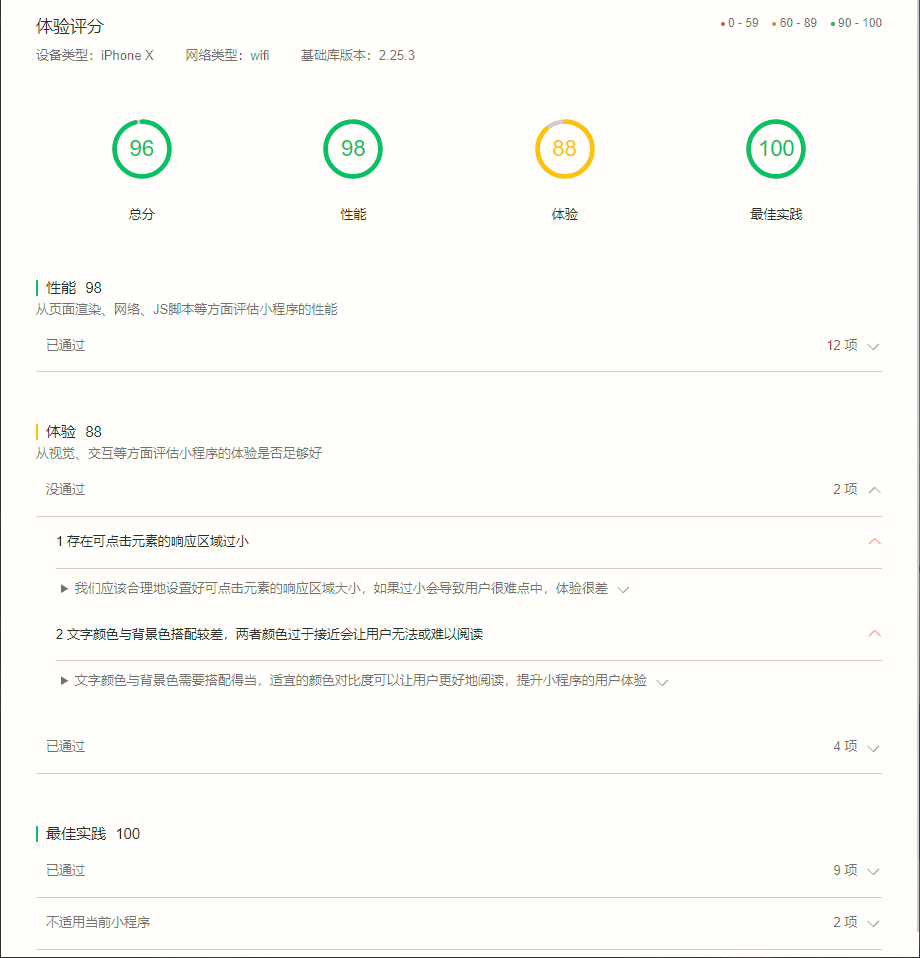 体验评分 0 - 59 60 - 89 90 - 100
设备类型：iPhone X 网络类型：wifi 基础库版本：2.25.3
96 98 88 100
总分 性能 体验 最佳实践
性能 98
从页面渲染、网络、JS脚本等方面评估小程序的性能
已通过 12 项
体验 88
从视觉、交互等方面评估小程序的体验是否足够好
没通过 2 项
1 存在可点击元素的响应区域过小
我们应该合理地设置好可点击元素的响应区域大小，如果过小会导致用户很难点中，体验很差
2 文字颜色与背景色搭配较差，两者颜色过于接近会让用户无法或难以阅读
文字颜色与背景色需要搭配得当，适宜的颜色对比度可以让用户更好地阅读，提升小程序的用户体验
已通过 4 项
最佳实践 100
已通过 9 项
不适用当前小程序 2 项